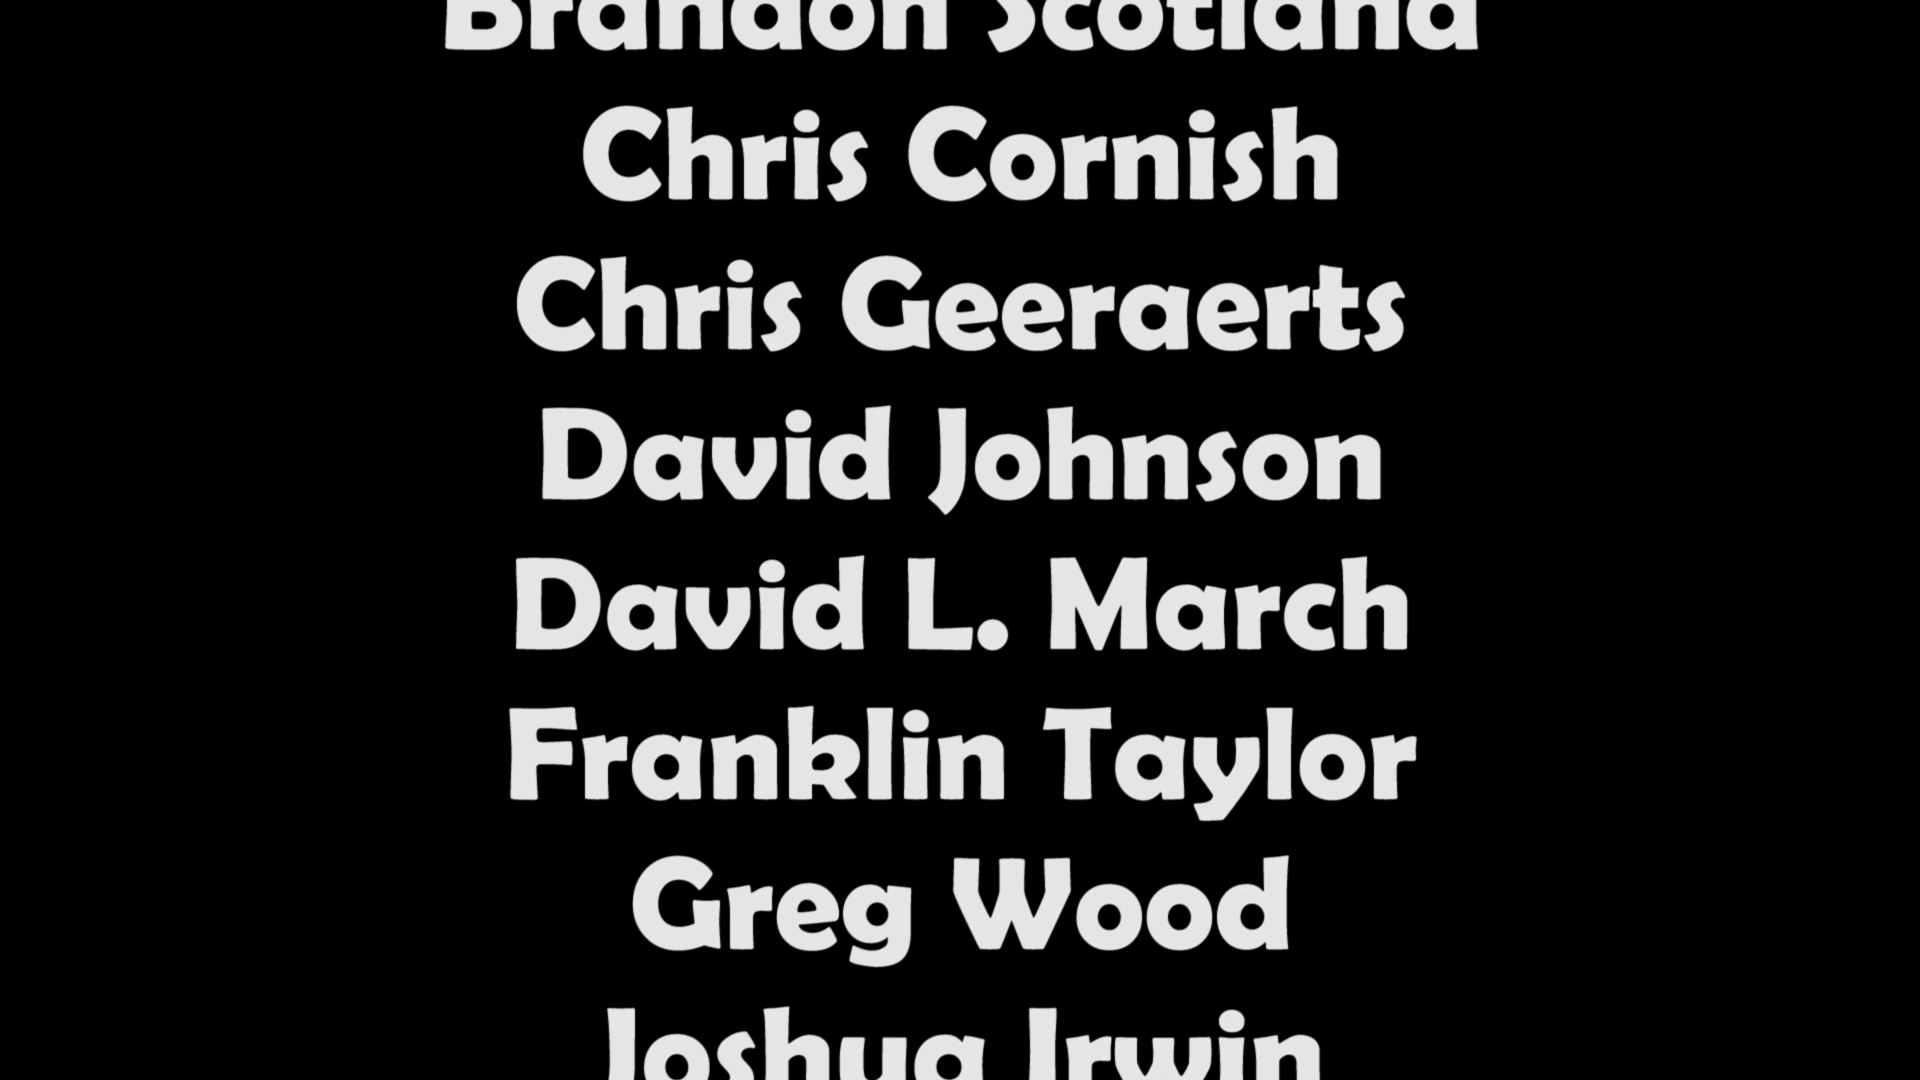 Brandon Scotland
Chris Cornish
Chris Geeraerts
David Johnson
David L. March
Franklin Taylor
Greg Wood
Joshua Irwin